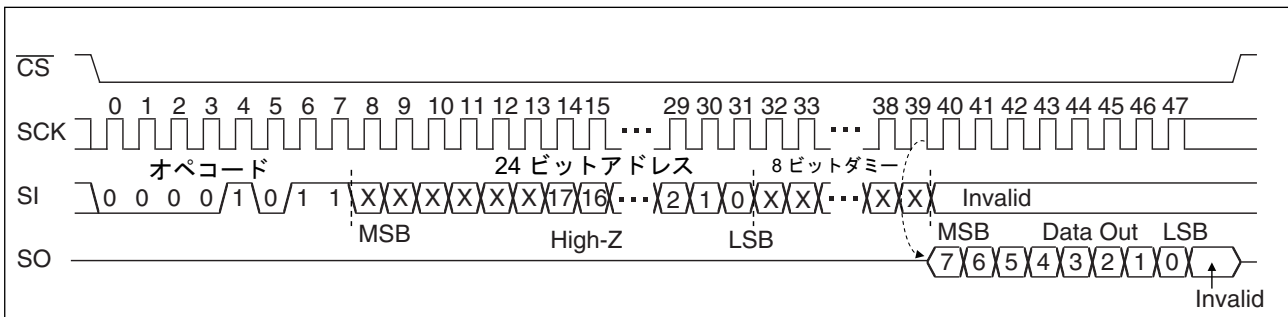 CS
0 1 2 3 4 5 6 7 8 9 10 11 12 13 14 15 29 30 31 32 33 38 39 40 41 42 43 44 45 46 47
SCK
オペコード 24 ビットアドレス 8 ビットダミー
SI 0 0 0 0 1 0 1 1 X X X X X X 17 16 2 1 0 X X X X Invalid
MSB High-Z LSB MSB Data Out LSB
SO 7 6 5 4 3 2 1 0
Invalid